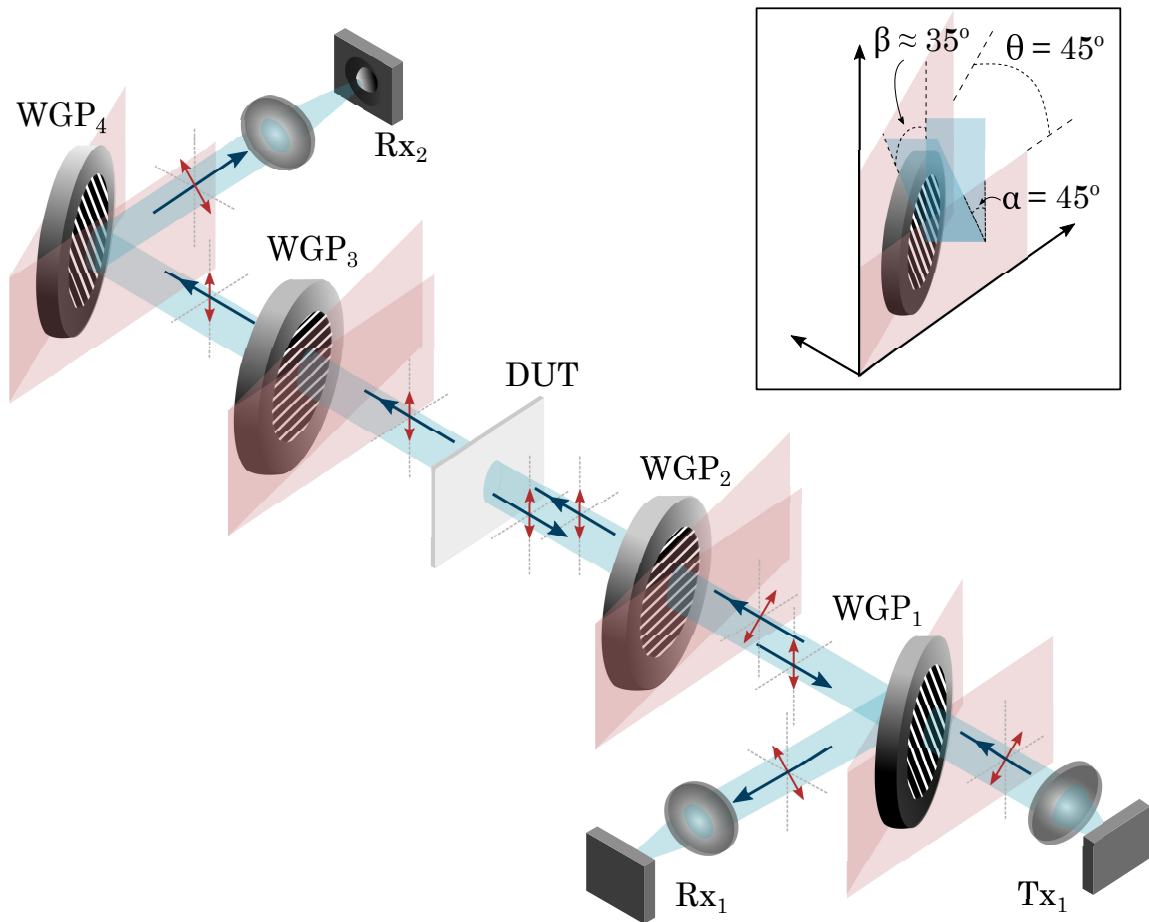 β ≈ 35°
θ = 45°
α = 45°
WGP₄
Rx₂
WGP₃
DUT
WGP₂
WGP₁
Rx₁
Tx₁